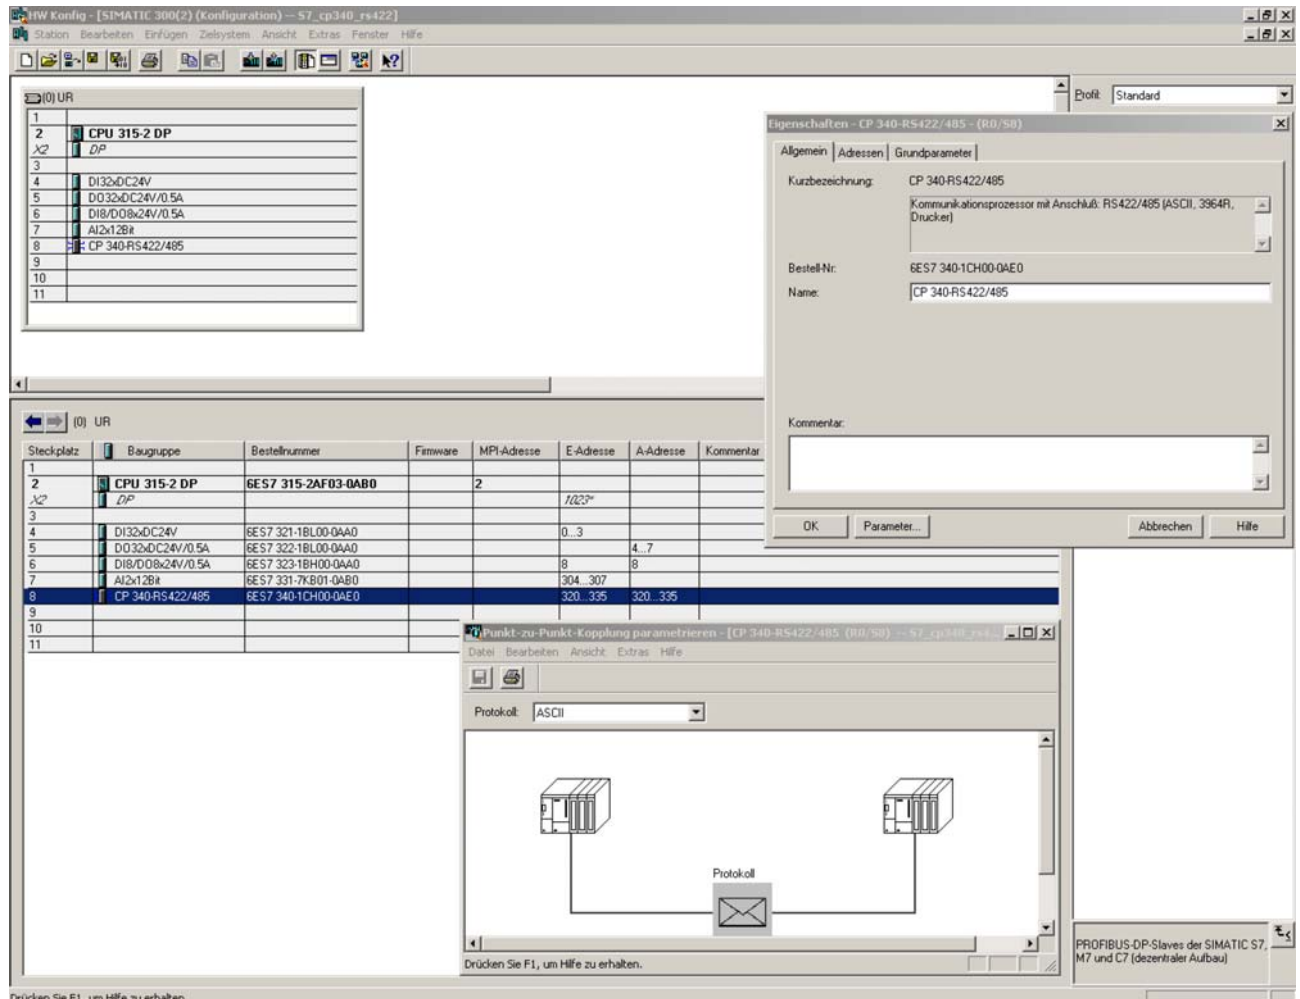 HW Konfig - [SIMATIC 300(2) (Konfiguration) -- S7_cp340_rs422]
Station Bearbeiten Einfügen Zielsystem Ansicht Extras Fenster Hilfe
(0) UR
1
2 CPU 315-2 DP
X2 DP
3
4 DI32xDC24V
5 DO32xDC24V/0.5A
6 DI8/DO8x24V/0.5A
7 AI2x12Bit
8 CP 340-RS422/485
9
10
11
Profil: Standard
Eigenschaften - CP 340-RS422/485 - (R0/S8)
Allgemein Adressen Grundparameter
Kurzbezeichnung: CP 340-RS422/485
Kommunikationsprozessor mit Anschluß: RS422/485 (ASCII, 3964R,
Drucker)
Bestell-Nr.: 6ES7 340-1CH00-0AE0
Name: CP 340-RS422/485
Kommentar:
OK Parameter... Abbrechen Hilfe
(0) UR
Steckplatz Baugruppe Bestellnummer Firmware MPI-Adresse E-Adresse A-Adresse Kommentar
1
2 CPU 315-2 DP 6ES7 315-2AF03-0AB0 2
X2 DP 1023*
3
4 DI32xDC24V 6ES7 321-1BL00-0AA0 0...3
5 DO32xDC24V/0.5A 6ES7 322-1BL00-0AA0 4...7
6 DI8/DO8x24V/0.5A 6ES7 323-1BH00-0AA0 8 8
7 AI2x12Bit 6ES7 331-7KB01-0AB0 304...307
8 CP 340-RS422/485 6ES7 340-1CH00-0AE0 320...335 320...335
9
10
11
Punkt-zu-Punkt-Kopplung parametrieren - [CP 340-RS422/485 (R0/S8) -- S7_cp340_rs4...
Datei Bearbeiten Ansicht Extras Hilfe
Protokoll: ASCII
Protokoll
Drücken Sie F1, um Hilfe zu erhalten.
PROFIBUS-DP-Slaves der SIMATIC S7,
M7 und C7 (dezentraler Aufbau)
Drücken Sie F1, um Hilfe zu erhalten.